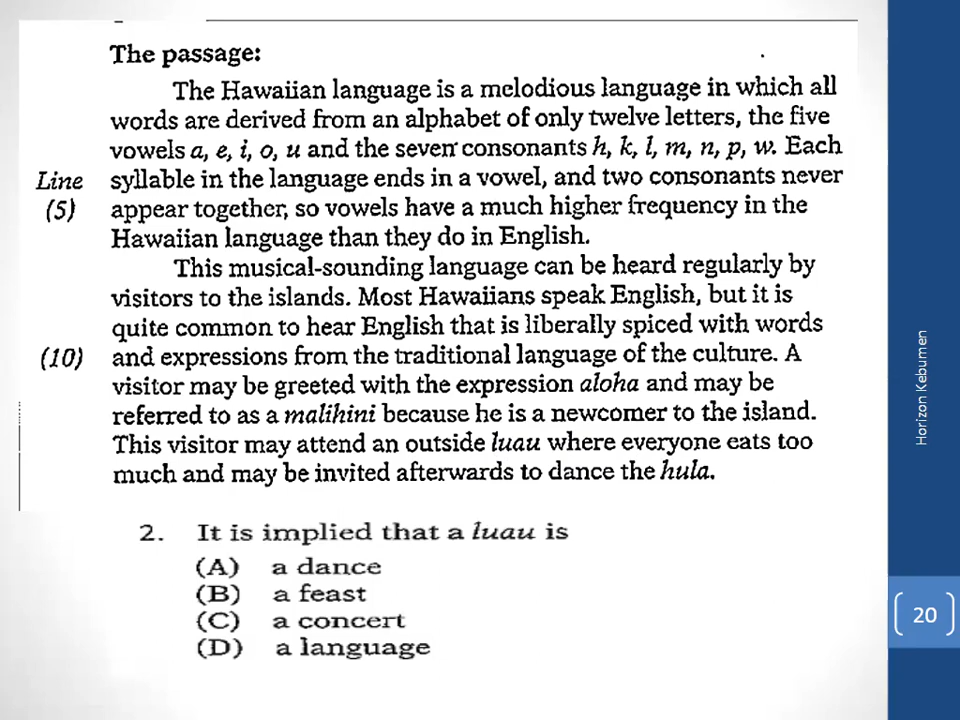 The passage:
The Hawaiian language is a melodious language in which all
words are derived from an alphabet of only twelve letters, the five
vowels a, e, i, o, u and the seven consonants h, k, l, m, n, p, w. Each
Line syllable in the language ends in a vowel, and two consonants never
(5) appear together, so vowels have a much higher frequency in the
Hawaiian language than they do in English.
This musical-sounding language can be heard regularly by
visitors to the islands. Most Hawaiians speak English, but it is
quite common to hear English that is liberally spiced with words
(10) and expressions from the traditional language of the culture. A
visitor may be greeted with the expression aloha and may be
referred to as a malihini because he is a newcomer to the island.
This visitor may attend an outside luau where everyone eats too
much and may be invited afterwards to dance the hula.
2. It is implied that a luau is
(A) a dance
(B) a feast
(C) a concert
(D) a language
Horizon Kebumen
20